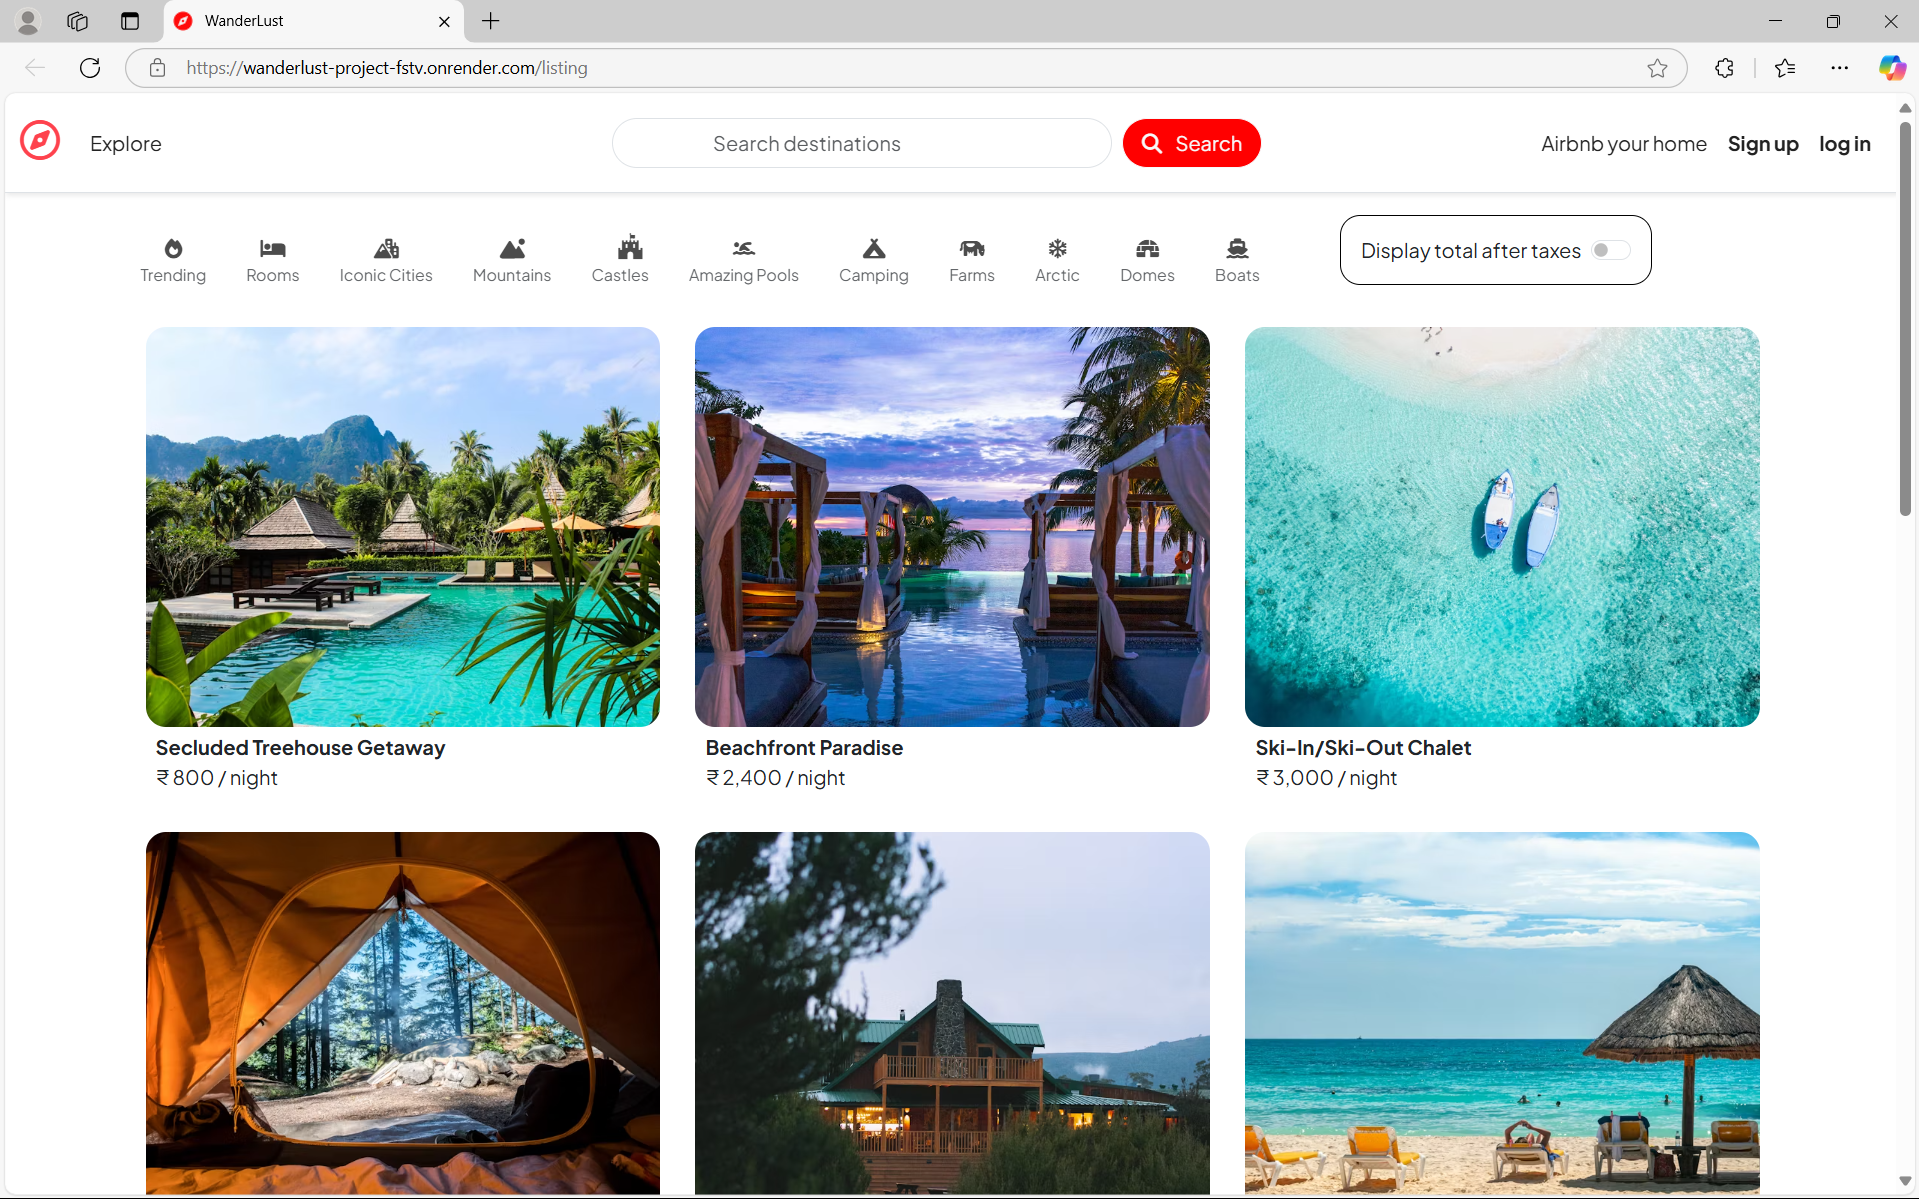 WanderLust
https://wanderlust-project-fstv.onrender.com/listing
Explore
Search destinations
Search
Airbnb your home
Sign up
log in
Trending
Rooms
Iconic Cities
Mountains
Castles
Amazing Pools
Camping
Farms
Arctic
Domes
Boats
Display total after taxes
Secluded Treehouse Getaway
₹ 800 / night
Beachfront Paradise
₹ 2,400 / night
Ski-In/Ski-Out Chalet
₹ 3,000 / night